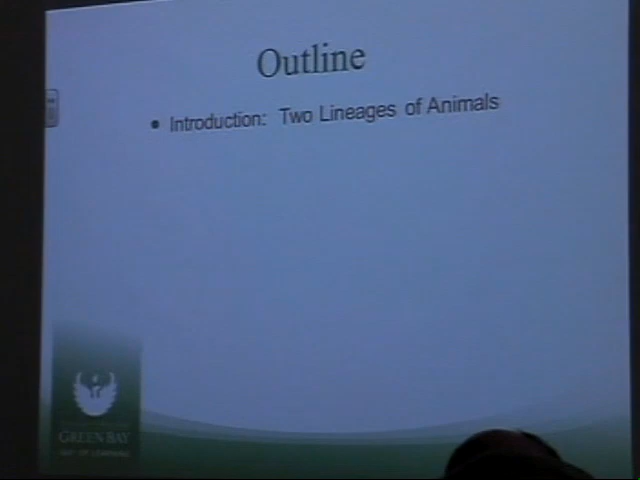 Outline
• Introduction: Two Lineages of Animals
GREEN BAY